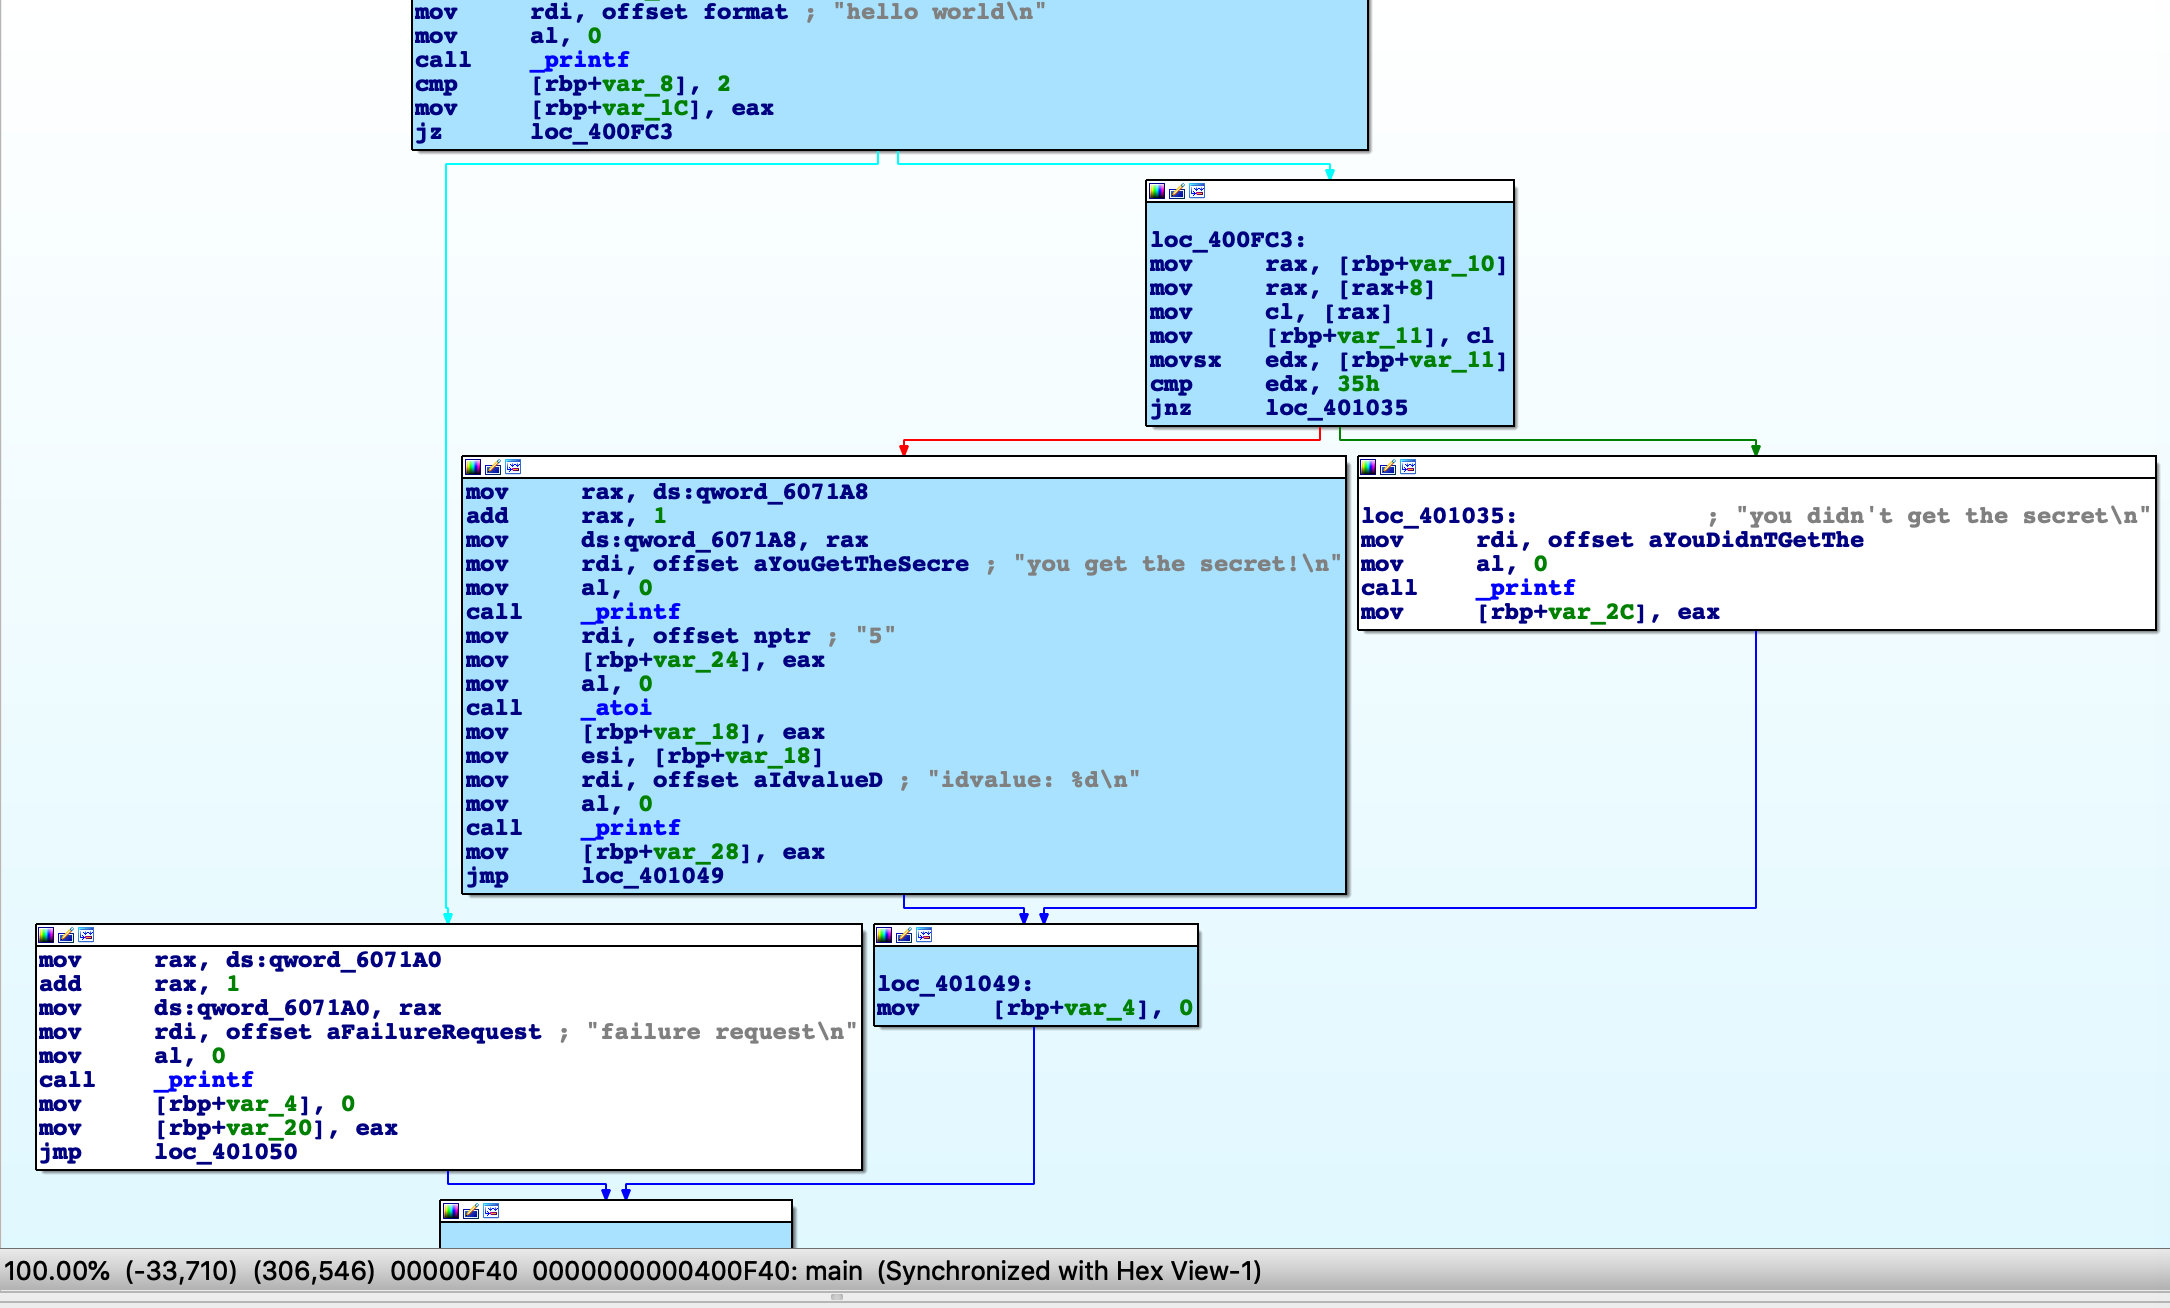 mov rdi, offset format ; "hello world\n"
mov al, 0
call _printf
cmp [rbp+var_8], 2
mov [rbp+var_1C], eax
jz loc_400FC3
loc_400FC3:
mov rax, [rbp+var_10]
mov rax, [rax+8]
mov cl, [rax]
mov [rbp+var_11], cl
movsx edx, [rbp+var_11]
cmp edx, 35h
jnz loc_401035
mov rax, ds:qword_6071A8
add rax, 1
mov ds:qword_6071A8, rax
mov rdi, offset aYouGetTheSecre ; "you get the secret!\n"
mov al, 0
call _printf
mov rdi, offset nptr ; "5"
mov [rbp+var_24], eax
mov al, 0
call _atoi
mov [rbp+var_18], eax
mov esi, [rbp+var_18]
mov rdi, offset aIdvalueD ; "idvalue: %d\n"
mov al, 0
call _printf
mov [rbp+var_28], eax
jmp loc_401049
loc_401035: ; "you didn't get the secret\n"
mov rdi, offset aYouDidnTGetThe
mov al, 0
call _printf
mov [rbp+var_2C], eax
mov rax, ds:qword_6071A0
add rax, 1
mov ds:qword_6071A0, rax
mov rdi, offset aFailureRequest ; "failure request\n"
mov al, 0
call _printf
mov [rbp+var_4], 0
mov [rbp+var_20], eax
jmp loc_401050
loc_401049:
mov [rbp+var_4], 0
100.00% (-33,710) (306,546) 00000F40 0000000000400F40: main (Synchronized with Hex View-1)